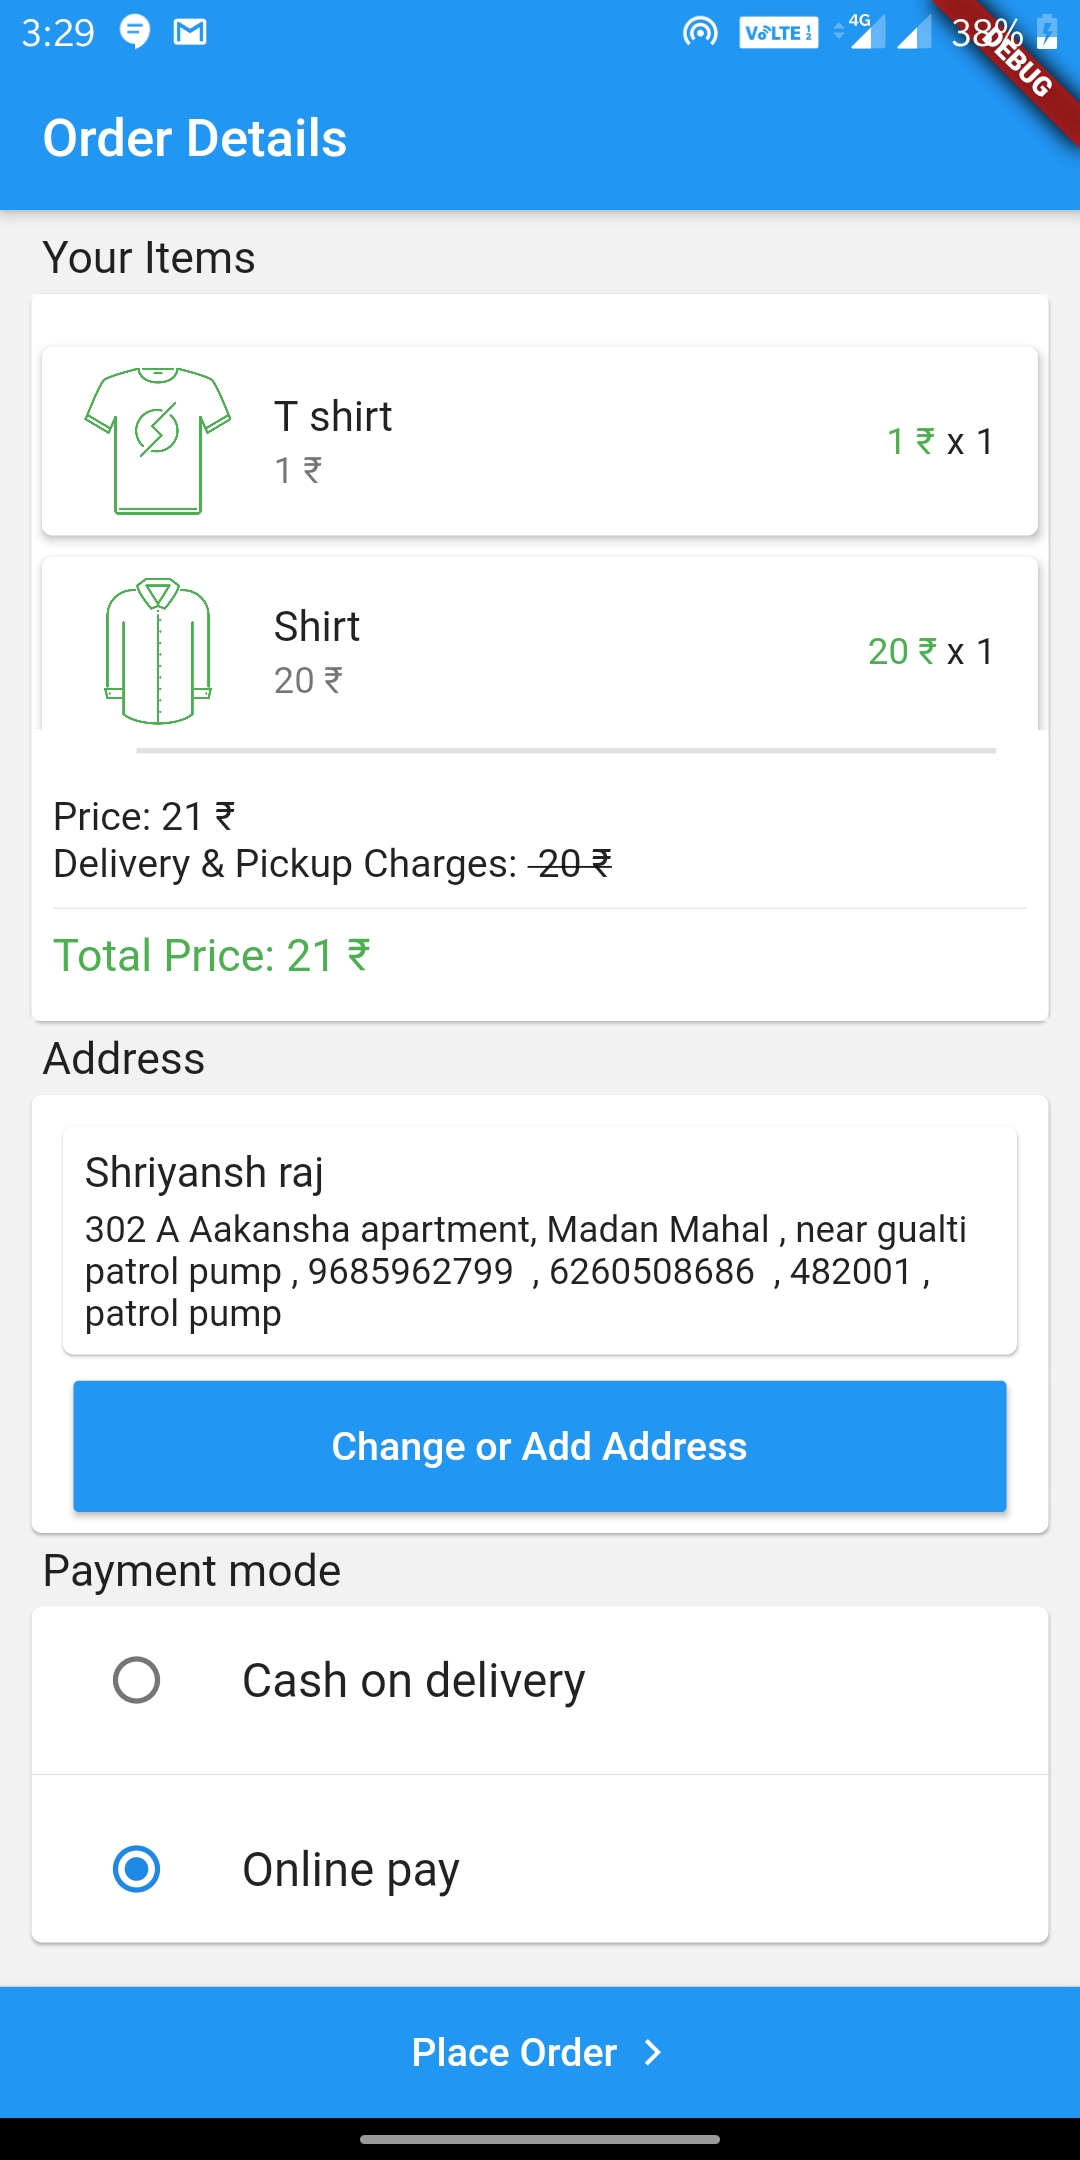 3:29
VoLTE 1 2 4G 38%
DEBUG
Order Details
Your Items
T shirt
1 ₹
1 ₹ x 1
Shirt
20 ₹
20 ₹ x 1
Price: 21 ₹
Delivery & Pickup Charges: 20 ₹
Total Price: 21 ₹
Address
Shriyansh raj
302 A Aakansha apartment, Madan Mahal , near gualti
patrol pump , 9685962799  , 6260508686  , 482001 ,
patrol pump
Change or Add Address
Payment mode
Cash on delivery
Online pay
Place Order